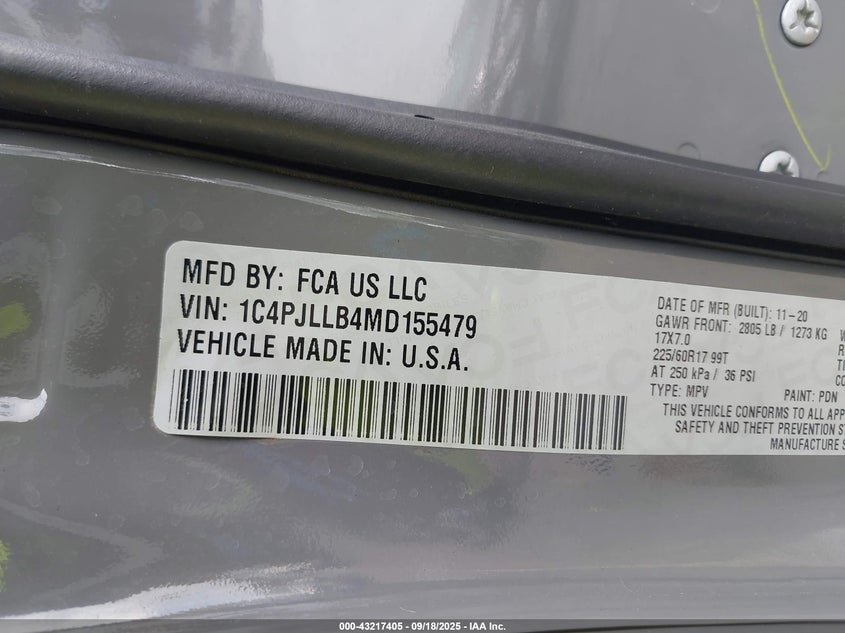 MFD BY: FCA US LLC
VIN: 1C4PJLLB4MD155479
VEHICLE MADE IN: U.S.A.
DATE OF MFR (BUILT): 11-20
GAWR FRONT: 2805 LB / 1273 KG
17X7.0
225/60R17 99T
AT 250 kPa / 36 PSI
TYPE: MPV PAINT: PDN
THIS VEHICLE CONFORMS TO ALL APP
SAFETY AND THEFT PREVENTION ST
MANUFACTURE S
000-43217405 - 09/18/2025 - IAA Inc.